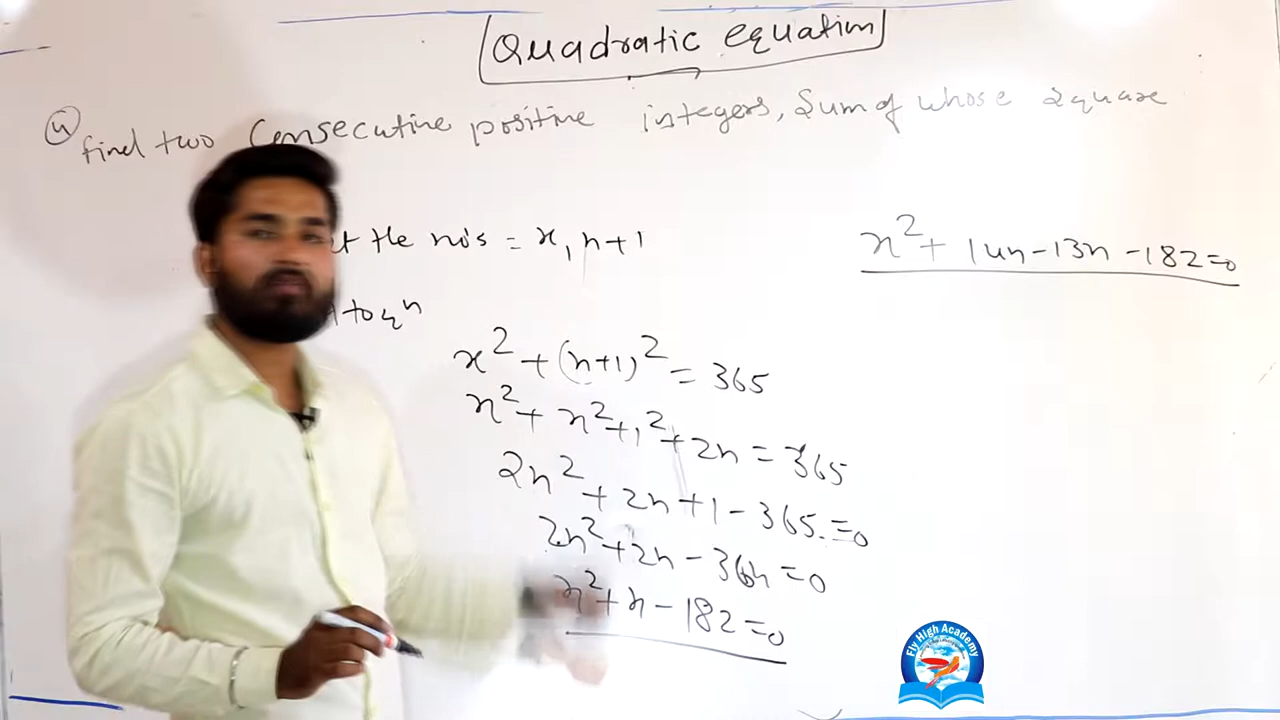 Quadratic equation
④ find two Consecutive positive integers, Sum of whose square
the no's = x, x+1
x² + 14x - 13x - 182 = 0
x² + (x+1)² = 365
x² + x² + 1² + 2x = 365
2x² + 2x + 1 - 365 = 0
2x² + 2x - 364 = 0
x² + x - 182 = 0
Fly High Academy